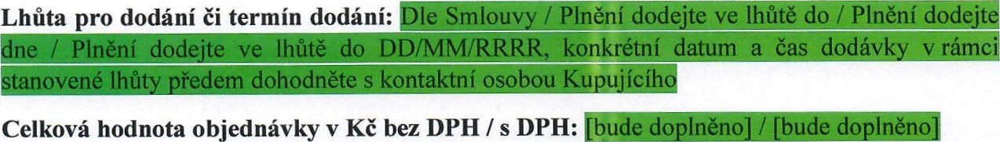 Lhůta pro dodání či termín dodání: Dle Smlouvy / Plnění dodejte ve lhůtě do / Plnění dodejte
dne / Plnění dodejte ve lhůtě do DD/MM/RRRR, konkrétní datum a čas dodávky v rámci
stanovené lhůty předem dohodněte s kontaktní osobou Kupujícího
Celková hodnota objednávky v Kč bez DPH / s DPH: [bude doplněno] / [bude doplněno]